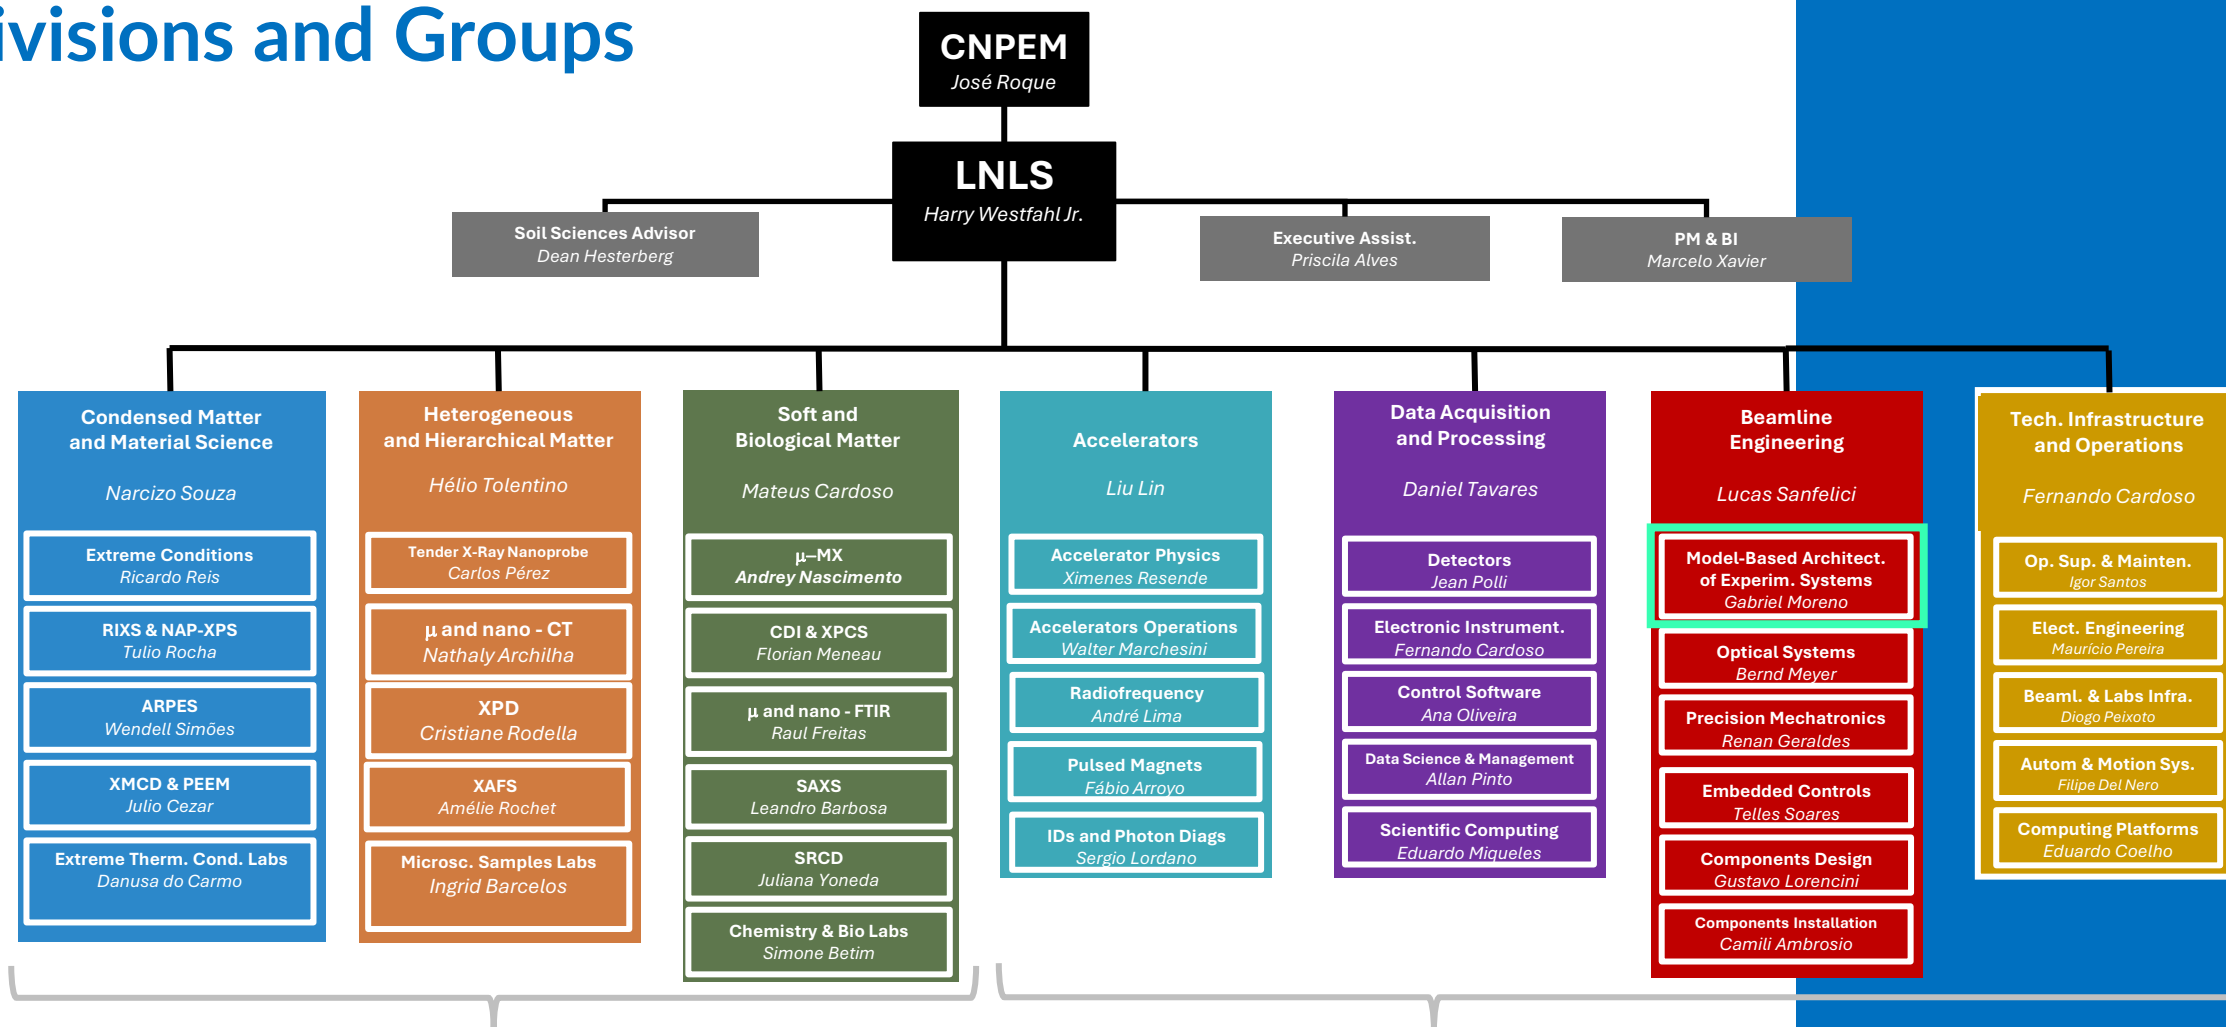 ivisions and Groups
CNPEM
José Roque
LNLS
Harry Westfahl Jr.
Soil Sciences Advisor
Dean Hesterberg
Executive Assist.
Priscila Alves
PM & BI
Marcelo Xavier
Condensed Matter
and Material Science
Narcizo Souza
Extreme Conditions
Ricardo Reis
RIXS & NAP-XPS
Tulio Rocha
ARPES
Wendell Simões
XMCD & PEEM
Julio Cezar
Extreme Therm. Cond. Labs
Danusa do Carmo
Heterogeneous
and Hierarchical Matter
Hélio Tolentino
Tender X-Ray Nanoprobe
Carlos Pérez
μ and nano - CT
Nathaly Archilha
XPD
Cristiane Rodella
XAFS
Amélie Rochet
Microsc. Samples Labs
Ingrid Barcelos
Soft and
Biological Matter
Mateus Cardoso
μ–MX
Andrey Nascimento
CDI & XPCS
Florian Meneau
μ and nano - FTIR
Raul Freitas
SAXS
Leandro Barbosa
SRCD
Juliana Yoneda
Chemistry & Bio Labs
Simone Betim
Accelerators
Liu Lin
Accelerator Physics
Ximenes Resende
Accelerators Operations
Walter Marchesini
Radiofrequency
André Lima
Pulsed Magnets
Fábio Arroyo
IDs and Photon Diags
Sergio Lordano
Data Acquisition
and Processing
Daniel Tavares
Detectors
Jean Polli
Electronic Instrument.
Fernando Cardoso
Control Software
Ana Oliveira
Data Science & Management
Allan Pinto
Scientific Computing
Eduardo Miqueles
Beamline
Engineering
Lucas Sanfelici
Model-Based Architect.
of Experim. Systems
Gabriel Moreno
Optical Systems
Bernd Meyer
Precision Mechatronics
Renan Geraldes
Embedded Controls
Telles Soares
Components Design
Gustavo Lorencini
Components Installation
Camili Ambrosio
Tech. Infrastructure
and Operations
Fernando Cardoso
Op. Sup. & Mainten.
Igor Santos
Elect. Engineering
Maurício Pereira
Beaml. & Labs Infra.
Diogo Peixoto
Autom & Motion Sys.
Filipe Del Nero
Computing Platforms
Eduardo Coelho